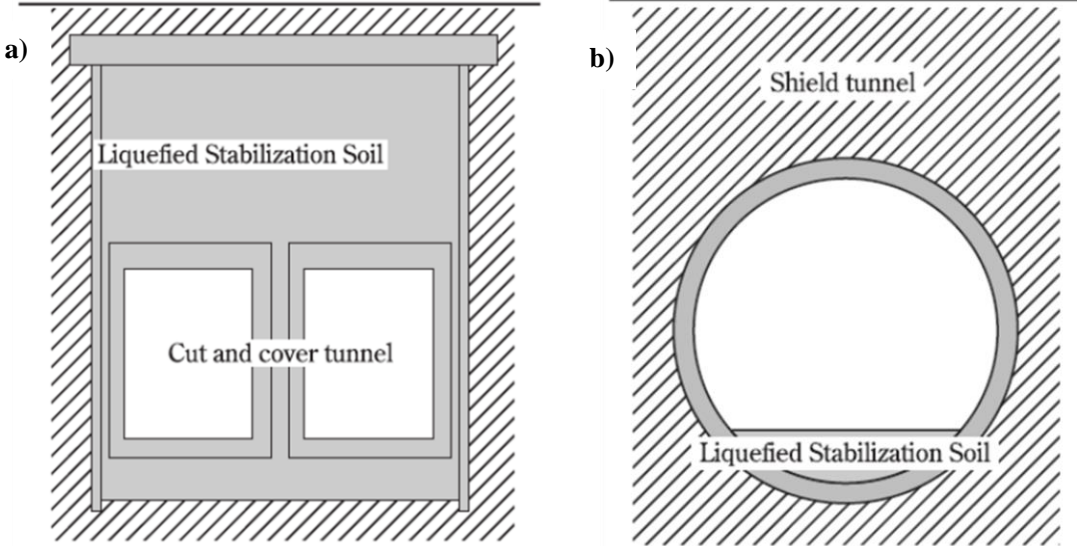 a)
Liquefied Stabilization Soil
Cut and cover tunnel
b)
Shield tunnel
Liquefied Stabilization Soil